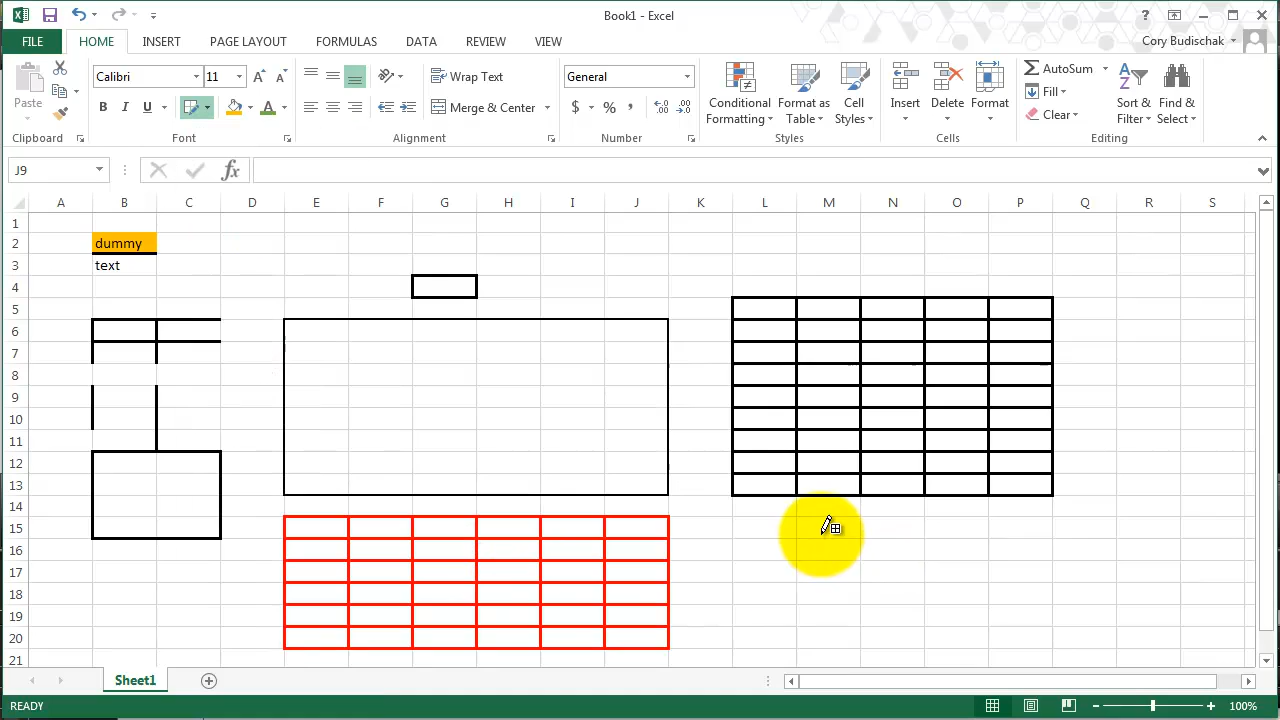 Book1 - Excel
FILE HOME INSERT PAGE LAYOUT FORMULAS DATA REVIEW VIEW
Cory Budischak
Paste
Calibri 11
B I U
Wrap Text
Merge & Center
General
$ % ,
Conditional Formatting
Format as Table
Cell Styles
Insert
Delete
Format
AutoSum
Fill
Clear
Sort & Filter
Find & Select
Clipboard Font Alignment Number Styles Cells Editing
J9 fx
A B C D E F G H I J K L M N O P Q R S
1
2 dummy
3 text
4
5
6
7
8
9
10
11
12
13
14
15
16
17
18
19
20
21
Sheet1
READY 100%